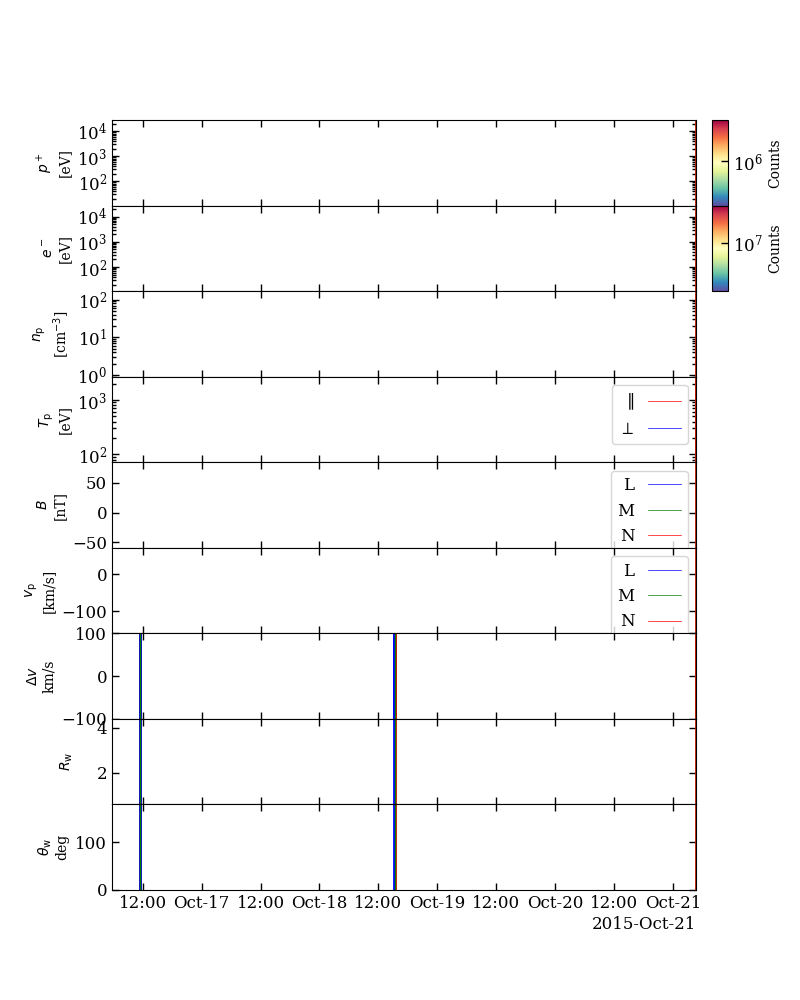 p⁺
[eV]
10⁴
10³
10²
10⁶
Counts
e⁻
[eV]
10⁴
10³
10²
10⁷
Counts
nₚ
[cm⁻³]
10²
10¹
10⁰
Tₚ
[eV]
10³
10²
∥
⊥
B
[nT]
50
0
−50
L
M
N
vₚ
[km/s]
0
−100
L
M
N
Δv
km/s
100
0
−100
R_w
4
2
θ_w
deg
100
0
12:00 Oct-17 12:00 Oct-18 12:00 Oct-19 12:00 Oct-20 12:00 Oct-21
2015-Oct-21